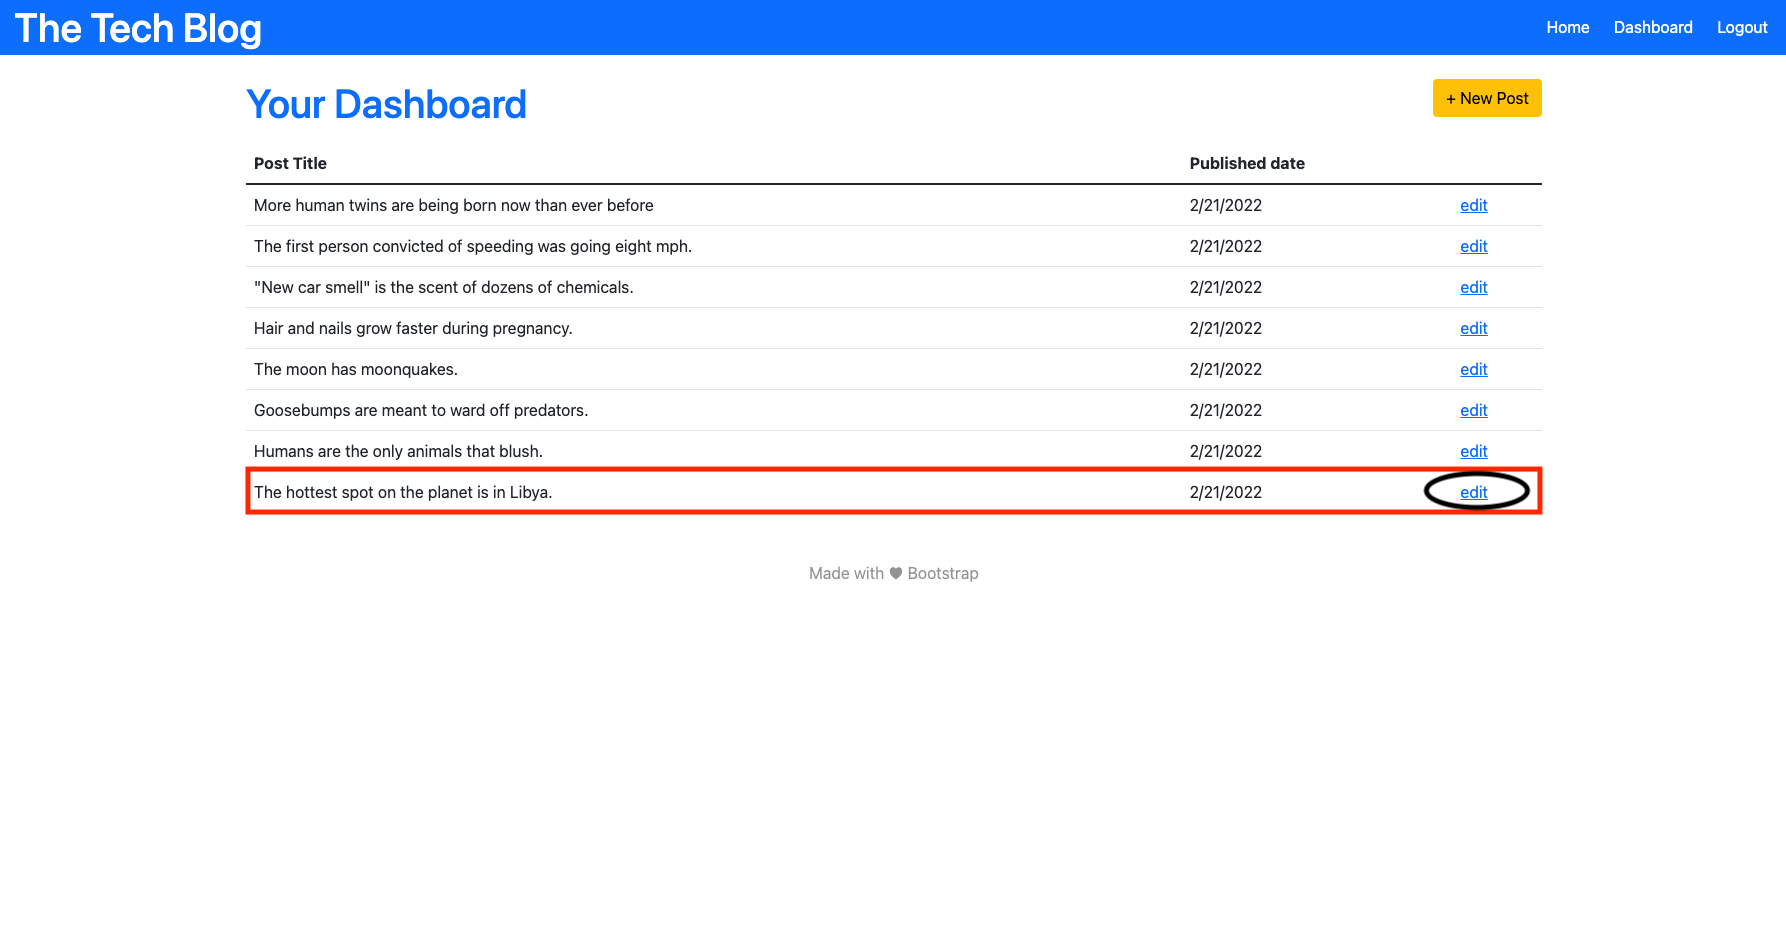 The Tech Blog Home Dashboard Logout
Your Dashboard + New Post
Post Title Published date
More human twins are being born now than ever before 2/21/2022 edit
The first person convicted of speeding was going eight mph. 2/21/2022 edit
"New car smell" is the scent of dozens of chemicals. 2/21/2022 edit
Hair and nails grow faster during pregnancy. 2/21/2022 edit
The moon has moonquakes. 2/21/2022 edit
Goosebumps are meant to ward off predators. 2/21/2022 edit
Humans are the only animals that blush. 2/21/2022 edit
The hottest spot on the planet is in Libya. 2/21/2022 edit
Made with ♥ Bootstrap